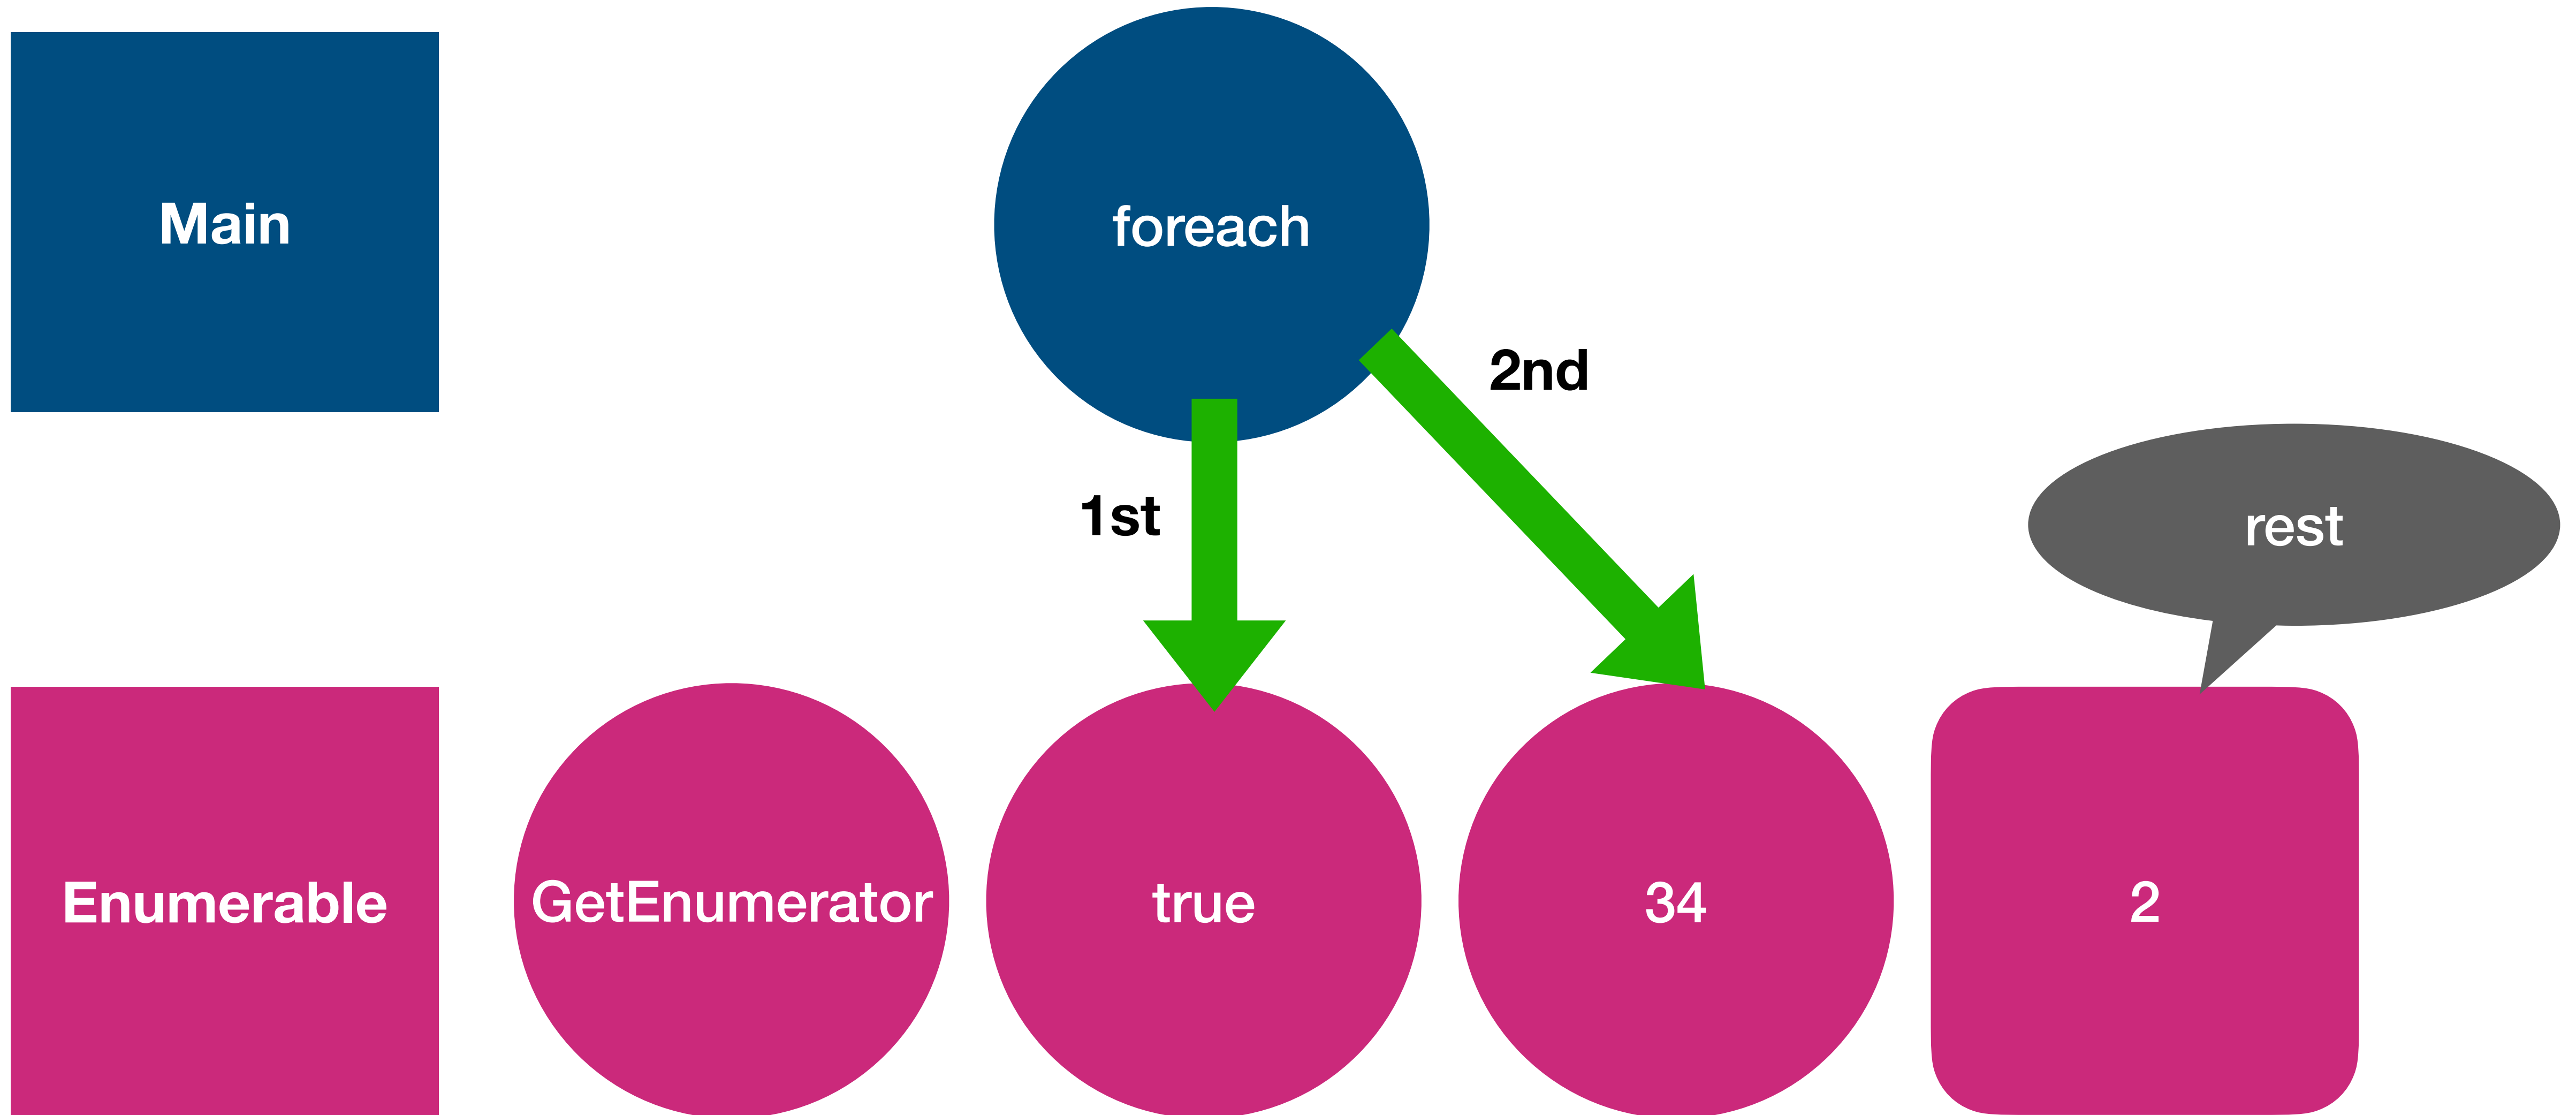 Main
foreach
2nd
1st
rest
Enumerable
GetEnumerator
true
34
2